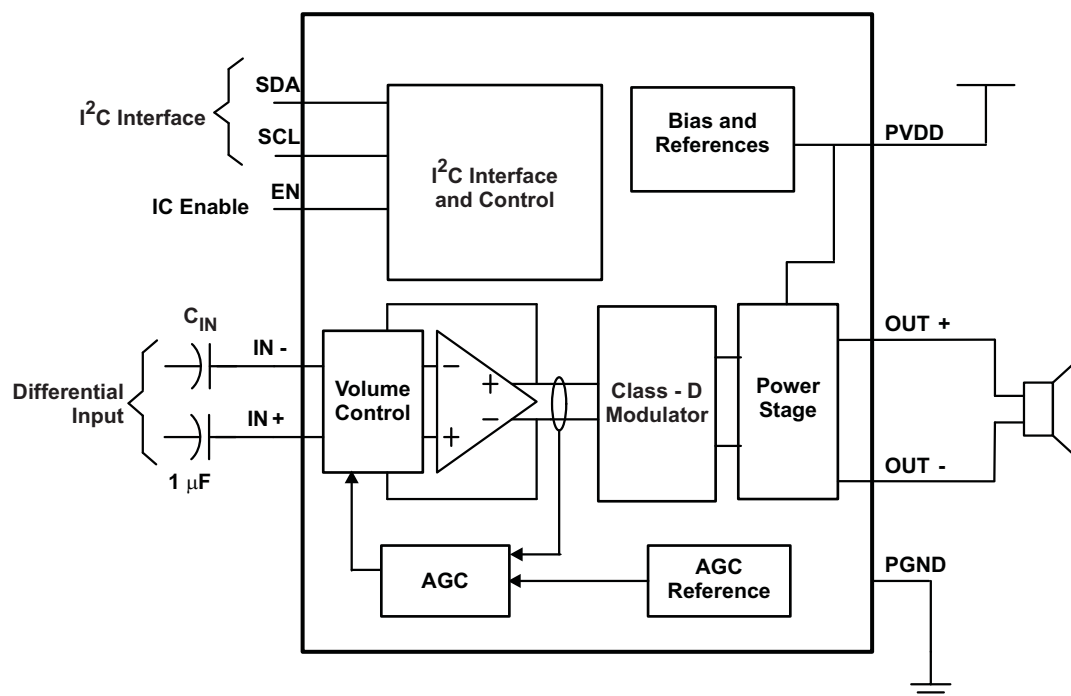 SDA
I²C Interface
SCL
EN
IC Enable
I²C Interface
and Control
Bias and
References
PVDD
C_IN
IN -
Differential
Input
IN +
1 μF
Volume
Control
−
+
+
−
Class - D
Modulator
Power
Stage
OUT +
OUT -
AGC
AGC
Reference
PGND